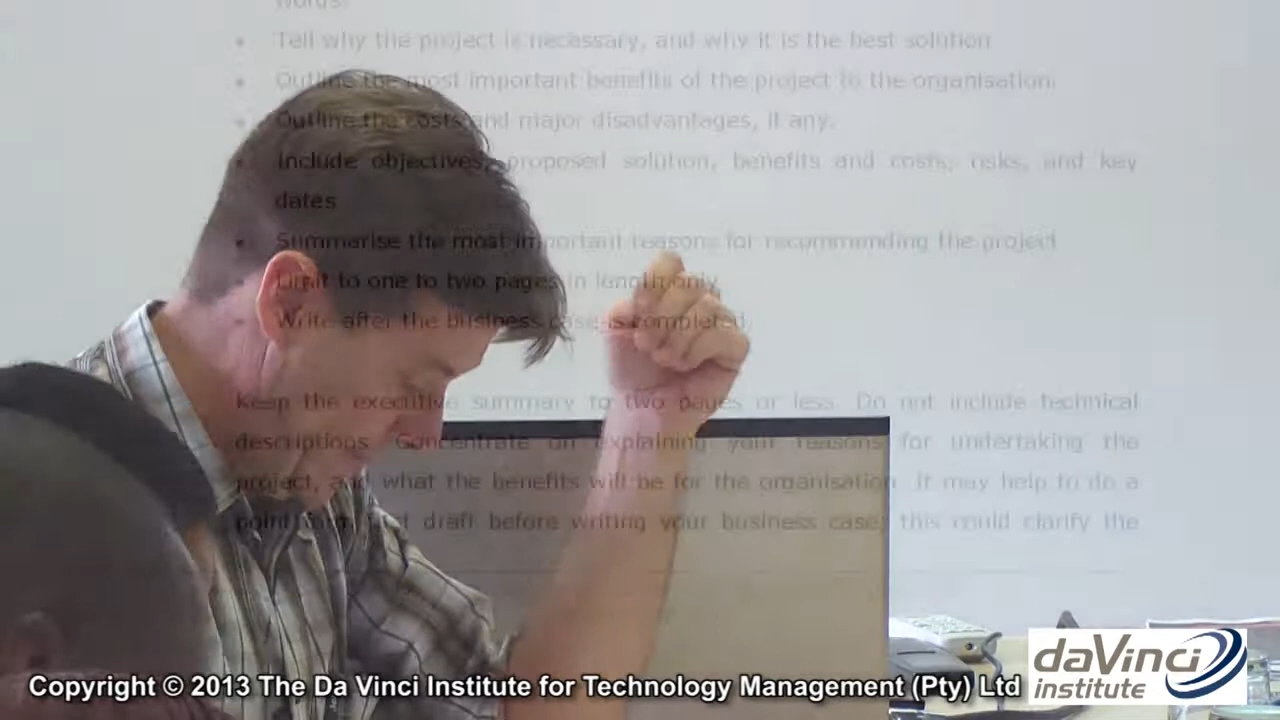 words.
• Tell why the project is necessary, and why it is the best solution
• Outline the most important benefits of the project to the organisation.
• Outline the costs and major disadvantages, if any.
• Include objectives, proposed solution, benefits and costs, risks, and key
dates
• Summarise the most important reasons for recommending the project
Limit to one to two pages in length only
Write after the business case is completed
Keep the executive summary to two pages or less. Do not include technical
descriptions. Concentrate on explaining your reasons for undertaking the
project, and what the benefits will be for the organisation. It may help to do a
point form first draft before writing your business case; this could clarify the
Copyright © 2013 The Da Vinci Institute for Technology Management (Pty) Ltd
daVinci
institute